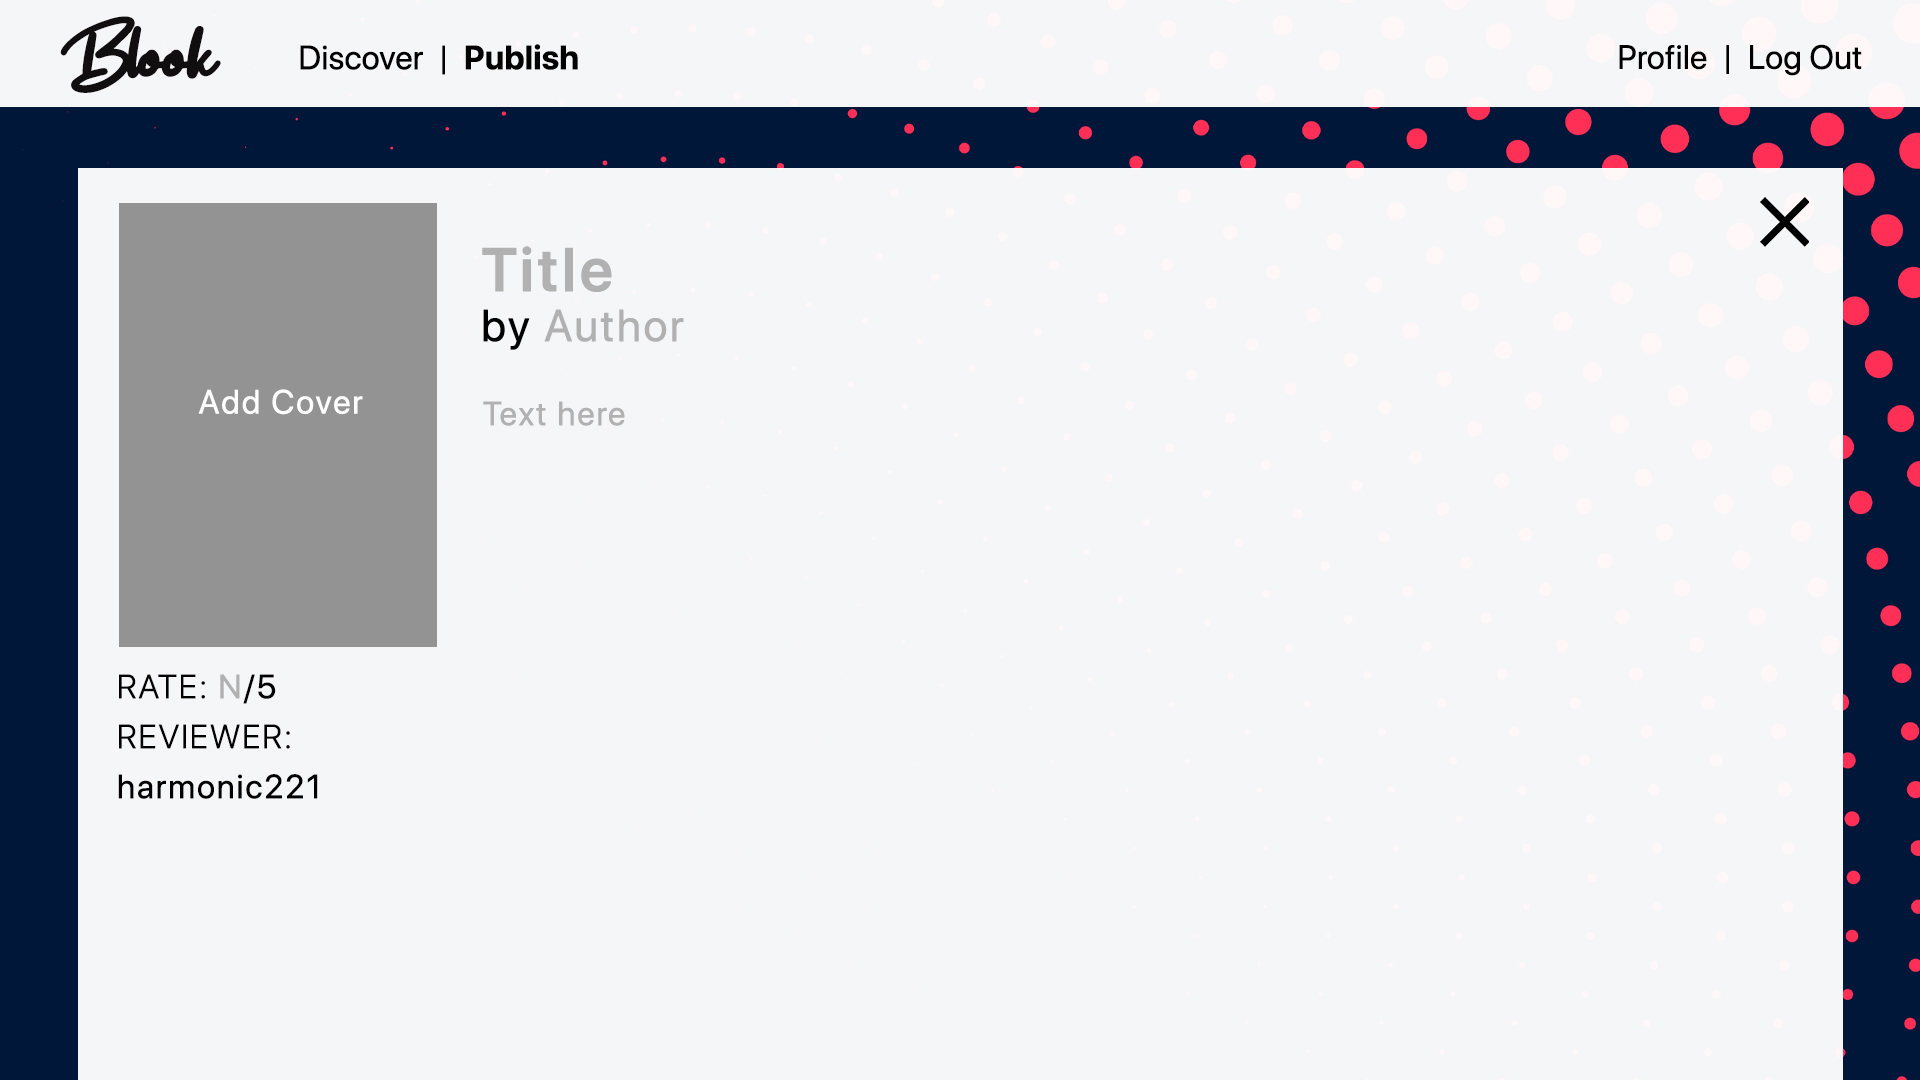 Blook
Discover | Publish
Profile | Log Out
Add Cover
Title
by Author
Text here
RATE: N/5
REVIEWER:
harmonic221